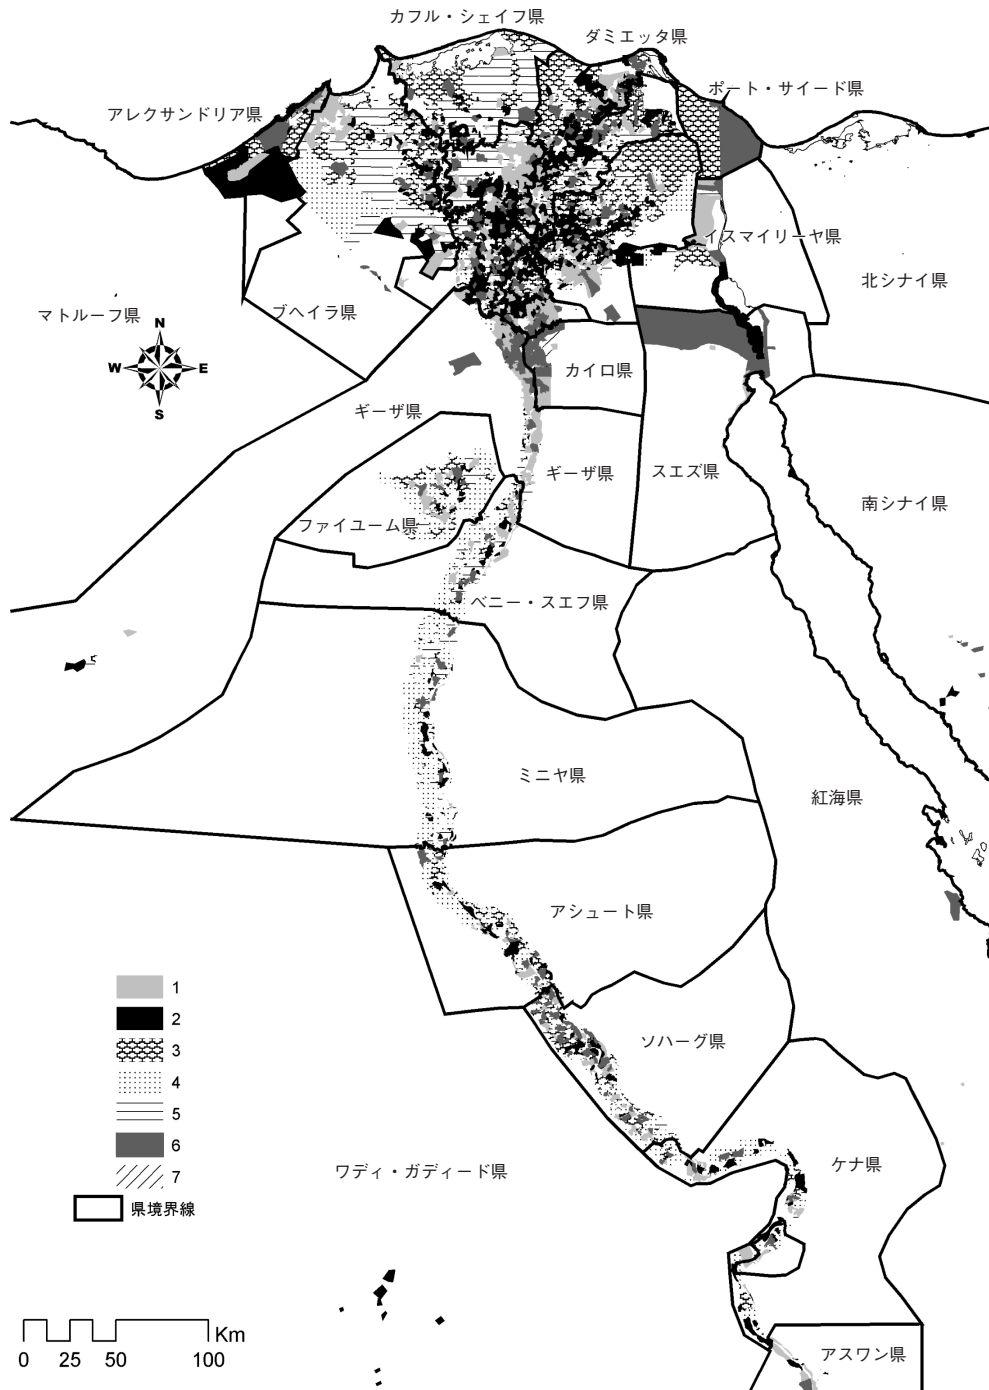 カフル・シェイフ県
ダミエッタ県
ポート・サイード県
アレクサンドリア県
イスマイリーヤ県
北シナイ県
マトルーフ県
ブヘイラ県
N
W
E
S
カイロ県
ギーザ県
ギーザ県
スエズ県
南シナイ県
ファイユーム県
ベニー・スエフ県
ミニヤ県
紅海県
アシュート県
ソハーグ県
ワディ・ガディード県
ケナ県
アスワン県
1
2
3
4
5
6
7
県境界線
Km
0 25 50 100